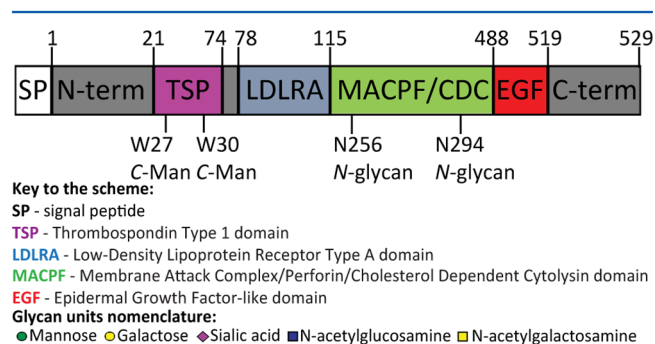 1 21 74 78 115 488 519 529
SP N-term TSP LDLRA MACPF/CDC EGF C-term
W27 W30 N256 N294
C-Man C-Man N-glycan N-glycan
Key to the scheme:
SP - signal peptide
TSP - Thrombospondin Type 1 domain
LDLRA - Low-Density Lipoprotein Receptor Type A domain
MACPF - Membrane Attack Complex/Perforin/Cholesterol Dependent Cytolysin domain
EGF - Epidermal Growth Factor-like domain
Glycan units nomenclature:
Mannose Galactose Sialic acid N-acetylglucosamine N-acetylgalactosamine